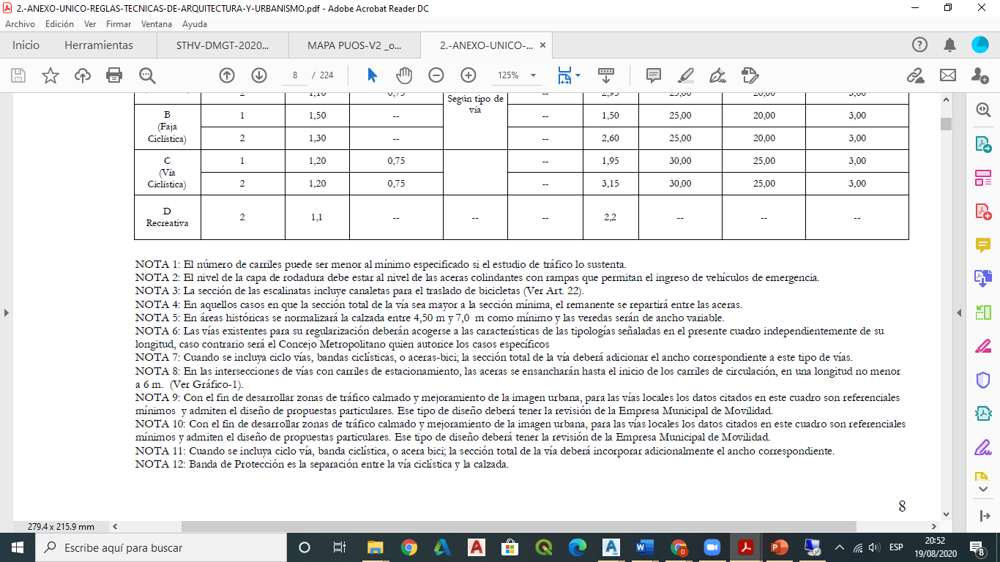 2.-ANEXO-UNICO-REGLAS-TECNICAS-DE-ARQUITECTURA-Y-URBANISMO.pdf - Adobe Acrobat Reader DC
Archivo Edición Ver Firmar Ventana Ayuda
Inicio Herramientas STHV-DMGT-2020... MAPA PUOS-V2 _o... 2.-ANEXO-UNICO-... ×
8 / 224 125%
2 1,10 0,75 Según tipo de vía -- 2,95 25,00 20,00 3,00
B (Faja Ciclística) 1 1,50 -- -- 1,50 25,00 20,00 3,00
2 1,30 -- -- 2,60 25,00 20,00 3,00
C (Vía Ciclística) 1 1,20 0,75 -- 1,95 30,00 25,00 3,00
2 1,20 0,75 -- 3,15 30,00 25,00 3,00
D Recreativa 2 1,1 -- -- -- 2,2 -- -- --
NOTA 1: El número de carriles puede ser menor al mínimo especificado si el estudio de tráfico lo sustenta.
NOTA 2: El nivel de la capa de rodadura debe estar al nivel de las aceras colindantes con rampas que permitan el ingreso de vehículos de emergencia.
NOTA 3: La sección de las escalinatas incluye canaletas para el traslado de bicicletas (Ver Art. 22).
NOTA 4: En aquellos casos en que la sección total de la vía sea mayor a la sección mínima, el remanente se repartirá entre las aceras.
NOTA 5: En áreas históricas se normalizará la calzada entre 4,50 m y 7,0 m como mínimo y las veredas serán de ancho variable.
NOTA 6: Las vías existentes para su regularización deberán acogerse a las características de las tipologías señaladas en el presente cuadro independientemente de su
longitud, caso contrario será el Concejo Metropolitano quien autorice los casos específicos
NOTA 7: Cuando se incluya ciclo vías, bandas ciclísticas, o aceras-bici; la sección total de la vía deberá adicionar el ancho correspondiente a este tipo de vías.
NOTA 8: En las intersecciones de vías con carriles de estacionamiento, las aceras se ensancharán hasta el inicio de los carriles de circulación, en una longitud no menor
a 6 m. (Ver Gráfico-1).
NOTA 9: Con el fin de desarrollar zonas de tráfico calmado y mejoramiento de la imagen urbana, para las vías locales los datos citados en este cuadro son referenciales
mínimos y admiten el diseño de propuestas particulares. Ese tipo de diseño deberá tener la revisión de la Empresa Municipal de Movilidad.
NOTA 10: Con el fin de desarrollar zonas de tráfico calmado y mejoramiento de la imagen urbana, para las vías locales los datos citados en este cuadro son referenciales
mínimos y admiten el diseño de propuestas particulares. Ese tipo de diseño deberá tener la revisión de la Empresa Municipal de Movilidad.
NOTA 11: Cuando se incluya ciclo vía, banda ciclística, o acera bici; la sección total de la vía deberá incorporar adicionalmente el ancho correspondiente.
NOTA 12: Banda de Protección es la separación entre la vía ciclística y la calzada.
8
279.4 x 215.9 mm
Escribe aquí para buscar
ESP
20:52
19/08/2020
8